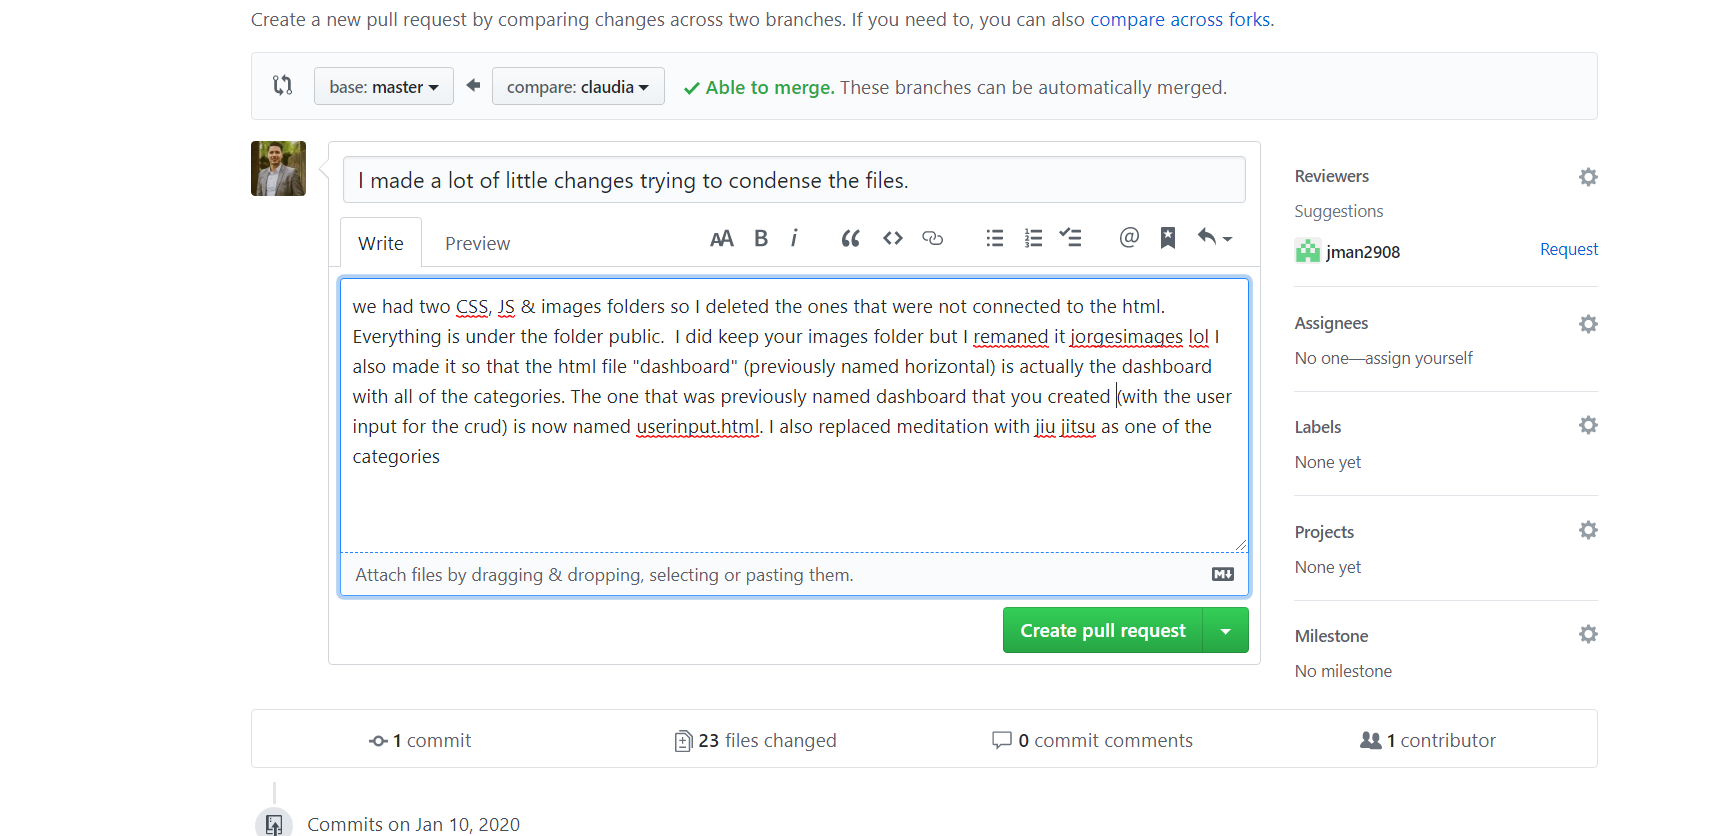 Create a new pull request by comparing changes across two branches. If you need to, you can also compare across forks.
base: master
compare: claudia
Able to merge. These branches can be automatically merged.
I made a lot of little changes trying to condense the files.
Write
Preview
AA B i
we had two CSS, JS & images folders so I deleted the ones that were not connected to the html.
Everything is under the folder public.  I did keep your images folder but I remaned it jorgesimages lol I
also made it so that the html file "dashboard" (previously named horizontal) is actually the dashboard
with all of the categories. The one that was previously named dashboard that you created (with the user
input for the crud) is now named userinput.html. I also replaced meditation with jiu jitsu as one of the
categories
Attach files by dragging & dropping, selecting or pasting them.
M
Create pull request
Reviewers
Suggestions
jman2908
Request
Assignees
No one—assign yourself
Labels
None yet
Projects
None yet
Milestone
No milestone
1 commit
23 files changed
0 commit comments
1 contributor
Commits on Jan 10, 2020